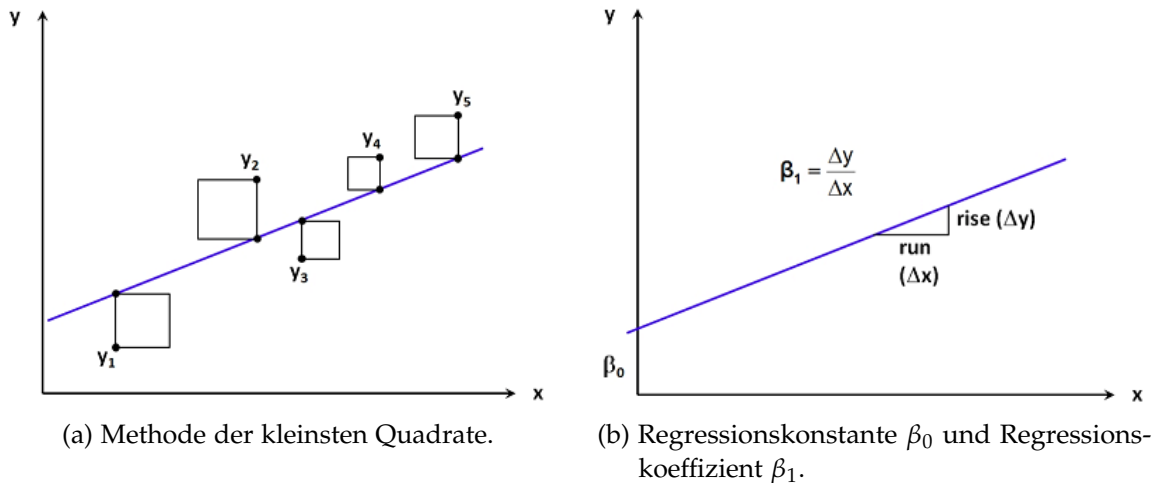 y
y₁
y₂
y₃
y₄
y₅
x
(a) Methode der kleinsten Quadrate.
y
β₁ = Δy/Δx
rise (Δy)
run
(Δx)
β₀
x
(b) Regressionskonstante β₀ und Regressions-
koeffizient β₁.